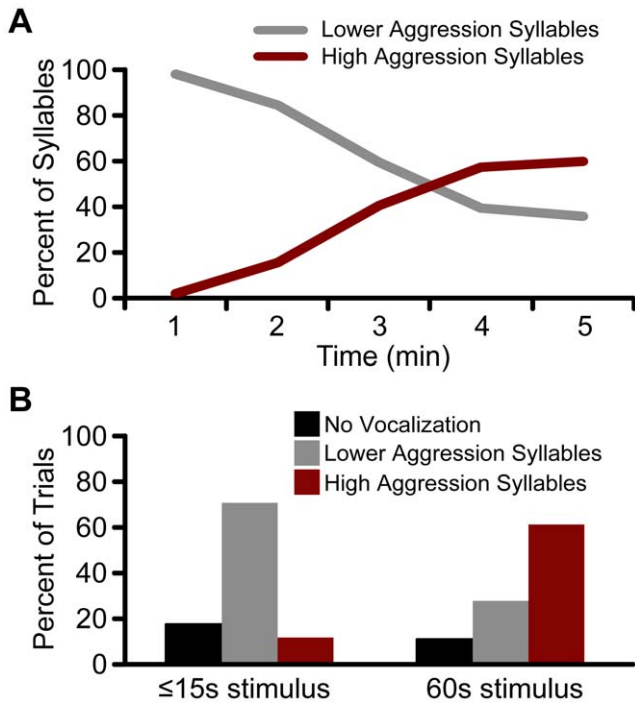 A
Lower Aggression Syllables
High Aggression Syllables
Percent of Syllables
100
80
60
40
20
0
1 2 3 4 5
Time (min)
B
No Vocalization
Lower Aggression Syllables
High Aggression Syllables
Percent of Trials
100
80
60
40
20
0
≤15s stimulus 60s stimulus